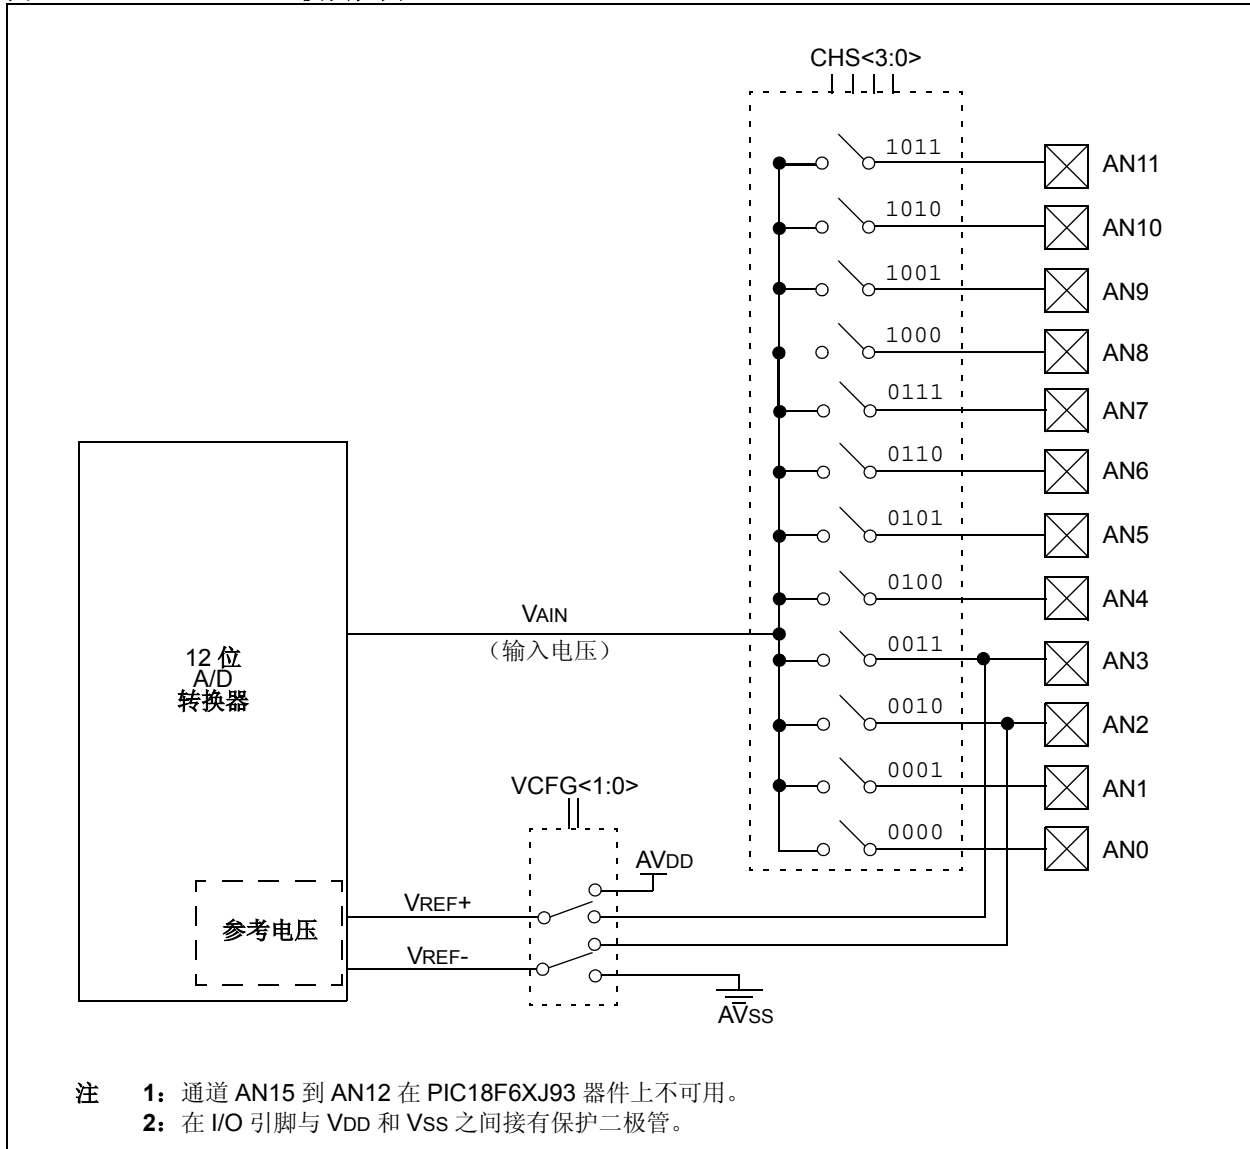 CHS<3:0>
1011 AN11
1010 AN10
1001 AN9
1000 AN8
0111 AN7
0110 AN6
0101 AN5
0100 AN4
VAIN
（输入电压）
0011 AN3
12 位
A/D
转换器
0010 AN2
VCFG<1:0>
0001 AN1
0000 AN0
AVDD
VREF+
参考电压
VREF-
AVSS
注 1：通道 AN15 到 AN12 在 PIC18F6XJ93 器件上不可用。
2：在 I/O 引脚与 VDD 和 VSS 之间接有保护二极管。